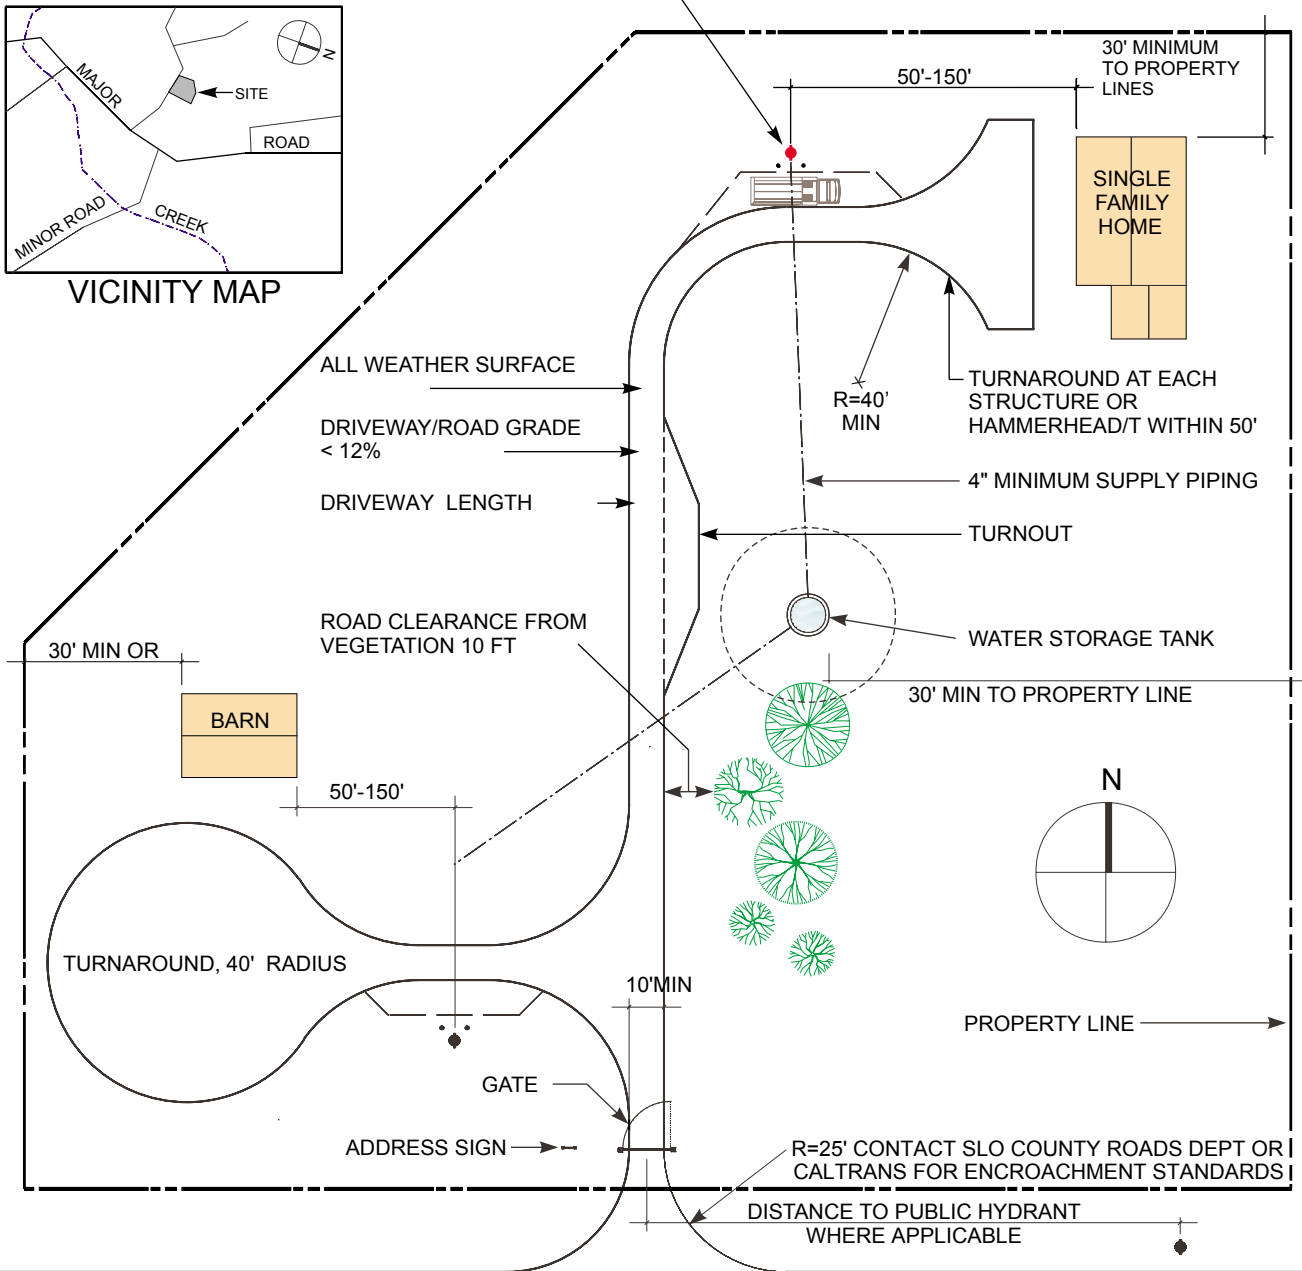 MAJOR
N
SITE
ROAD
MINOR ROAD
CREEK
VICINITY MAP
50'-150'
30' MINIMUM
TO PROPERTY
LINES
SINGLE
FAMILY
HOME
ALL WEATHER SURFACE
R=40'
MIN
TURNAROUND AT EACH
STRUCTURE OR
HAMMERHEAD/T WITHIN 50'
DRIVEWAY/ROAD GRADE
< 12%
4" MINIMUM SUPPLY PIPING
DRIVEWAY LENGTH
TURNOUT
ROAD CLEARANCE FROM
VEGETATION 10 FT
WATER STORAGE TANK
30' MIN OR
30' MIN TO PROPERTY LINE
BARN
50'-150'
N
TURNAROUND, 40' RADIUS
10'MIN
PROPERTY LINE
GATE
ADDRESS SIGN
R=25' CONTACT SLO COUNTY ROADS DEPT OR
CALTRANS FOR ENCROACHMENT STANDARDS
DISTANCE TO PUBLIC HYDRANT
WHERE APPLICABLE